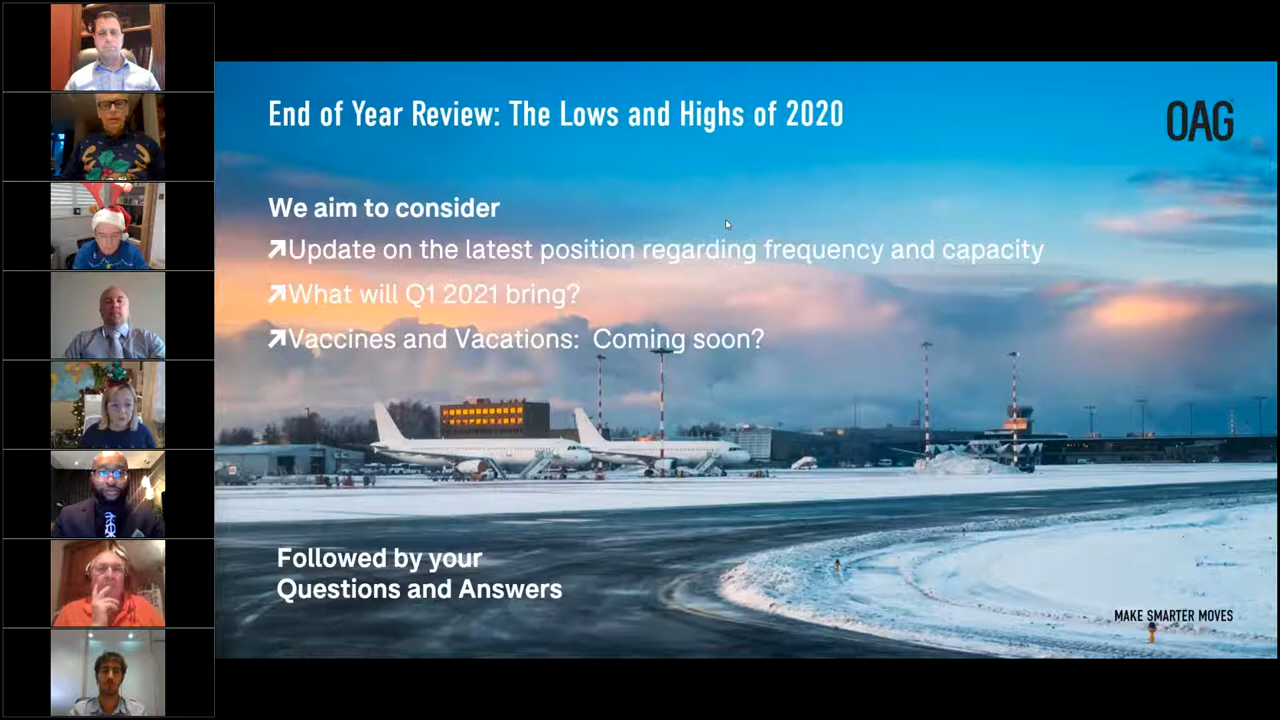 End of Year Review: The Lows and Highs of 2020
OAG
We aim to consider
Update on the latest position regarding frequency and capacity
What will Q1 2021 bring?
Vaccines and Vacations: Coming soon?
Followed by your
Questions and Answers
MAKE SMARTER MOVES